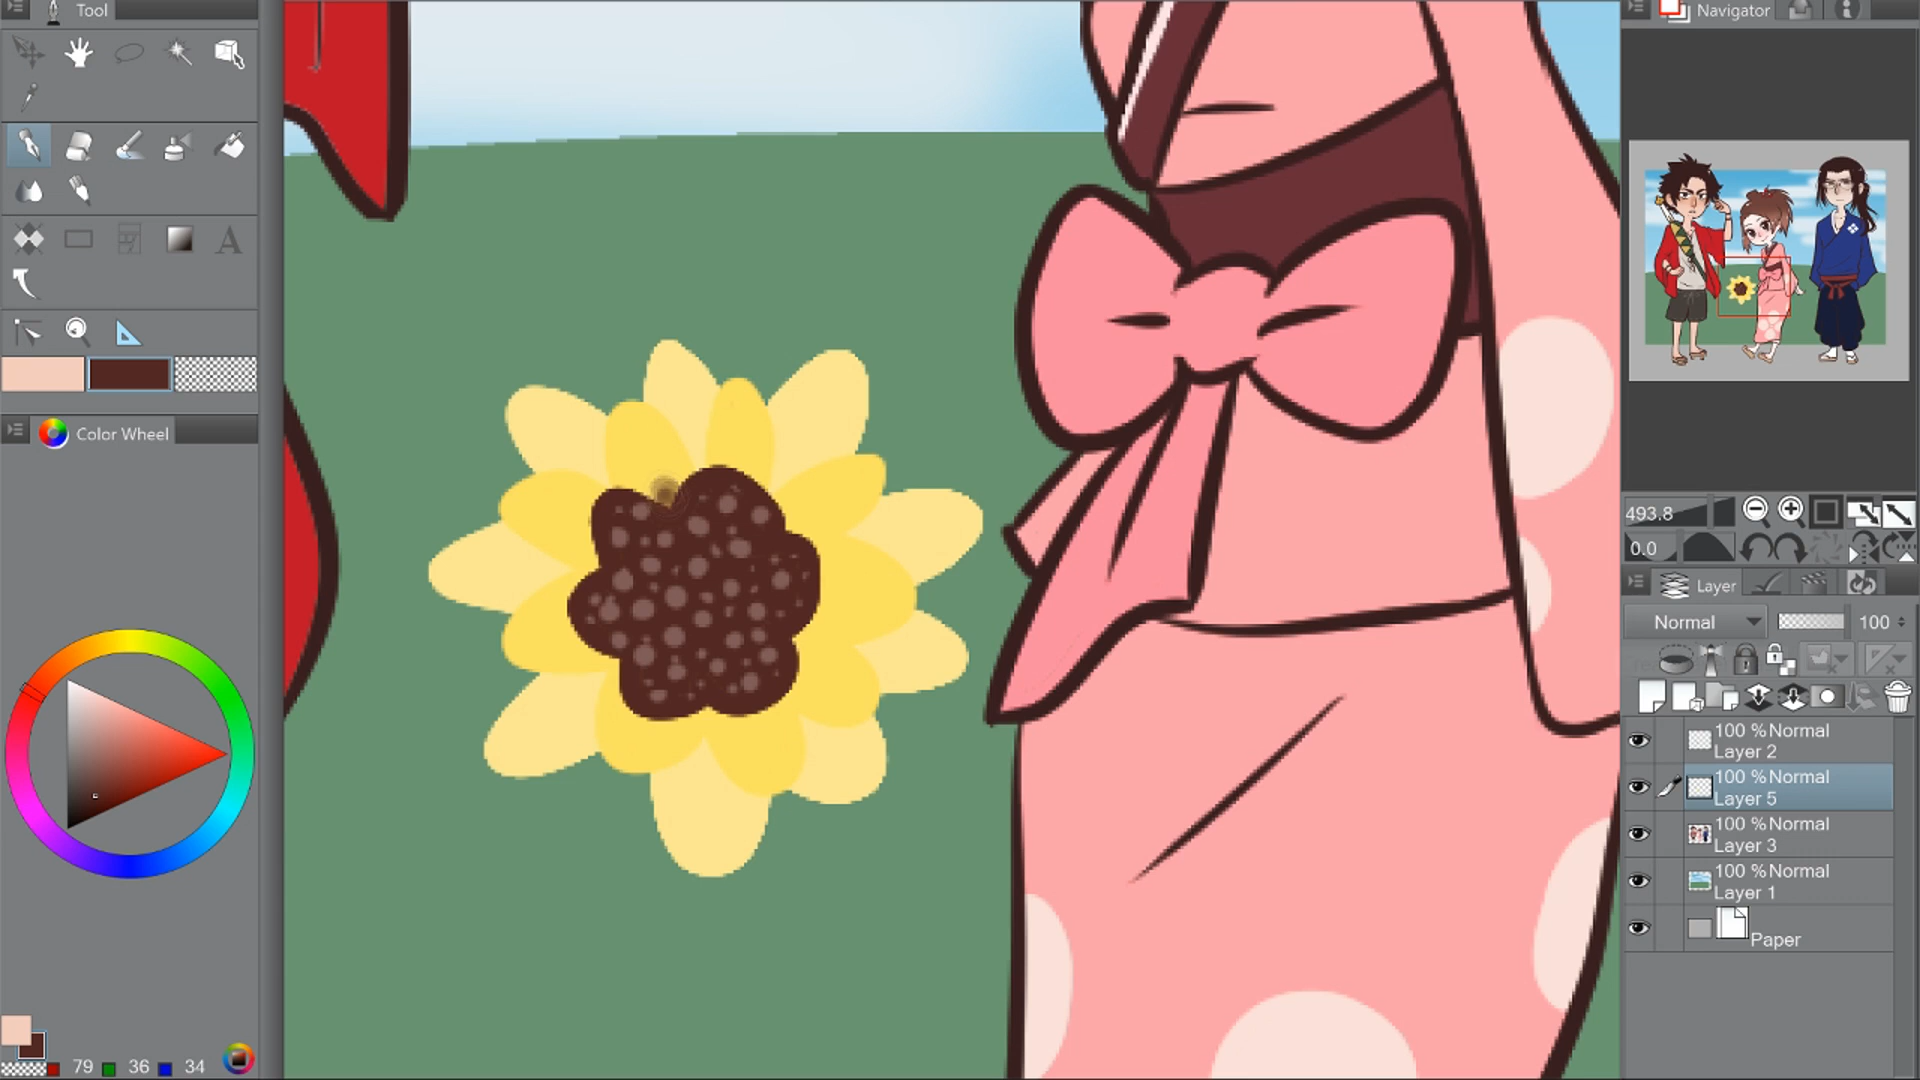 Tool
Navigator
A
Color Wheel
493.8
0.0
Layer
Normal
100
100 %Normal
Layer 2
100 %Normal
Layer 5
100 %Normal
Layer 3
100 %Normal
Layer 1
Paper
79
36
34